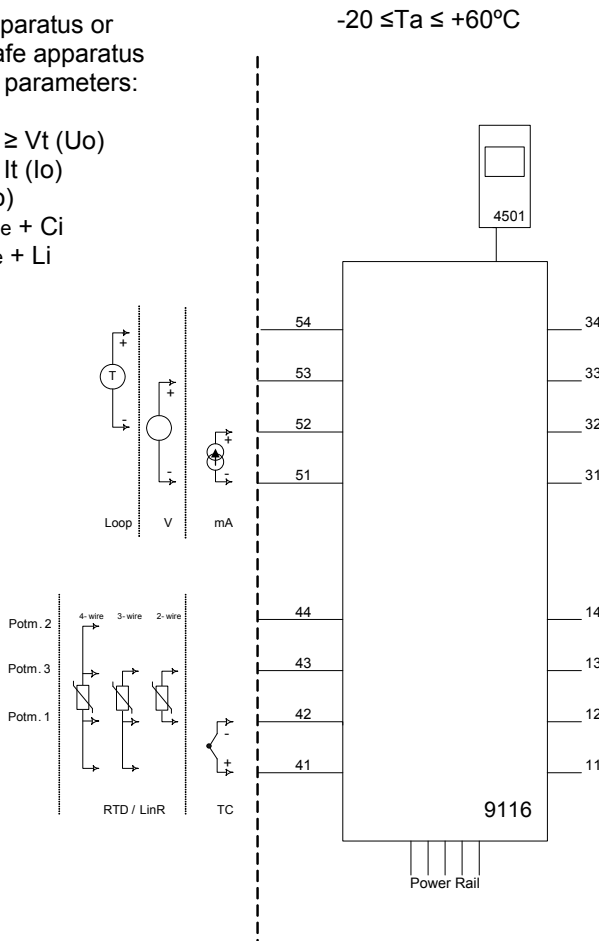 -20 ≤Ta ≤ +60ºC
paratus or
afe apparatus
parameters:
≥ Vt (Uo)
It (Io)
o)
e + Ci
e + Li
4501
54
34
53
33
52
32
51
31
+
T
-
+
-
+
-
Loop
V
mA
44
14
43
13
42
12
41
11
Potm. 2
Potm. 3
Potm. 1
4- wire
3- wire
2- wire
-
+
RTD / LinR
TC
9116
Power Rail